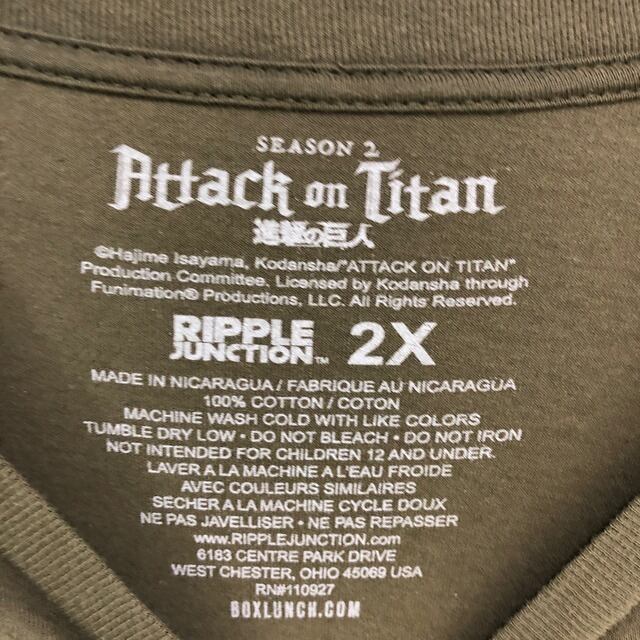 SEASON 2
Attack on Titan
進撃の巨人
©Hajime Isayama, Kodansha/"ATTACK ON TITAN"
Production Committee. Licensed by Kodansha through
Funimation® Productions, LLC. All Rights Reserved.
RIPPLE
JUNCTION™ 2X
MADE IN NICARAGUA / FABRIQUE AU NICARAGUA
100% COTTON / COTON
MACHINE WASH COLD WITH LIKE COLORS
TUMBLE DRY LOW • DO NOT BLEACH • DO NOT IRON
NOT INTENDED FOR CHILDREN 12 AND UNDER.
LAVER A LA MACHINE A L'EAU FROIDE
AVEC COULEURS SIMILAIRES
SÉCHER A LA MACHINE CYCLE DOUX
NE PAS JAVELLISER • NE PAS REPASSER
www.RIPPLEJUNCTION.com
6183 CENTRE PARK DRIVE
WEST CHESTER, OHIO 45069 USA
RN#110927
BOXLUNCH.COM